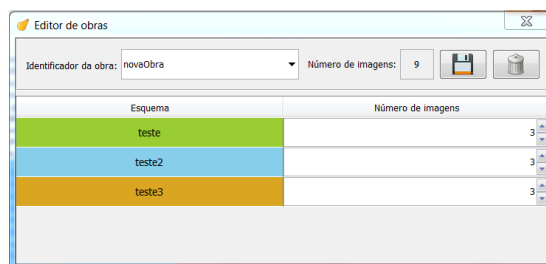 Editor de obras
Identificador da obra: novaObra Número de imagens: 9
Esquema Número de imagens
teste 3
teste2 3
teste3 3